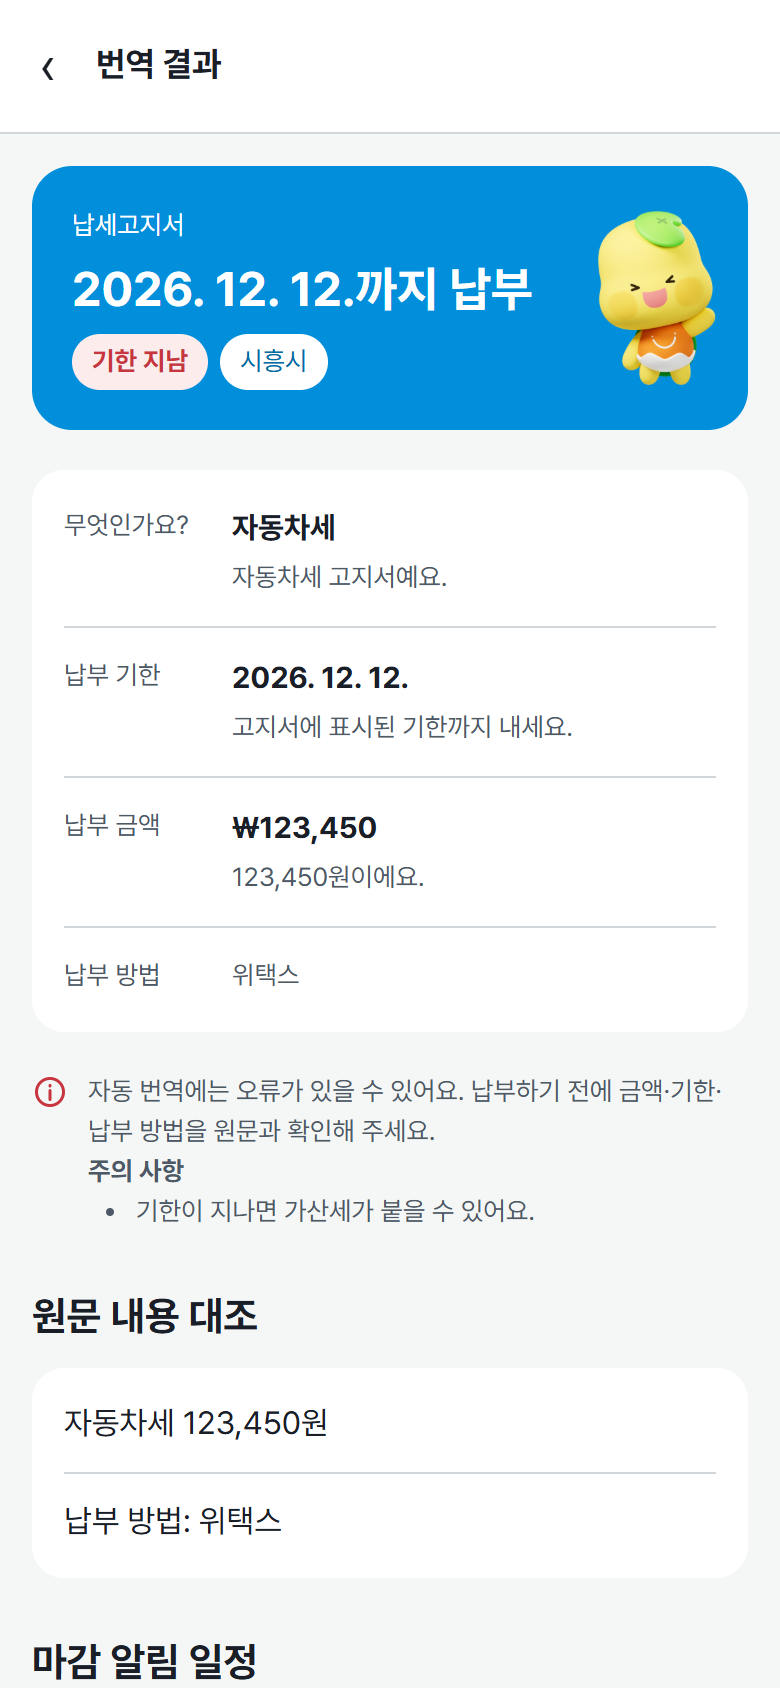 번역 결과
납세고지서
2026. 12. 12.까지 납부
기한 지남
시흥시
무엇인가요?
자동차세
자동차세 고지서예요.
납부 기한
2026. 12. 12.
고지서에 표시된 기한까지 내세요.
납부 금액
₩123,450
123,450원이에요.
납부 방법
위택스
자동 번역에는 오류가 있을 수 있어요. 납부하기 전에 금액·기한·
납부 방법을 원문과 확인해 주세요.
주의 사항
• 기한이 지나면 가산세가 붙을 수 있어요.
원문 내용 대조
자동차세 123,450원
납부 방법: 위택스
마감 알림 일정